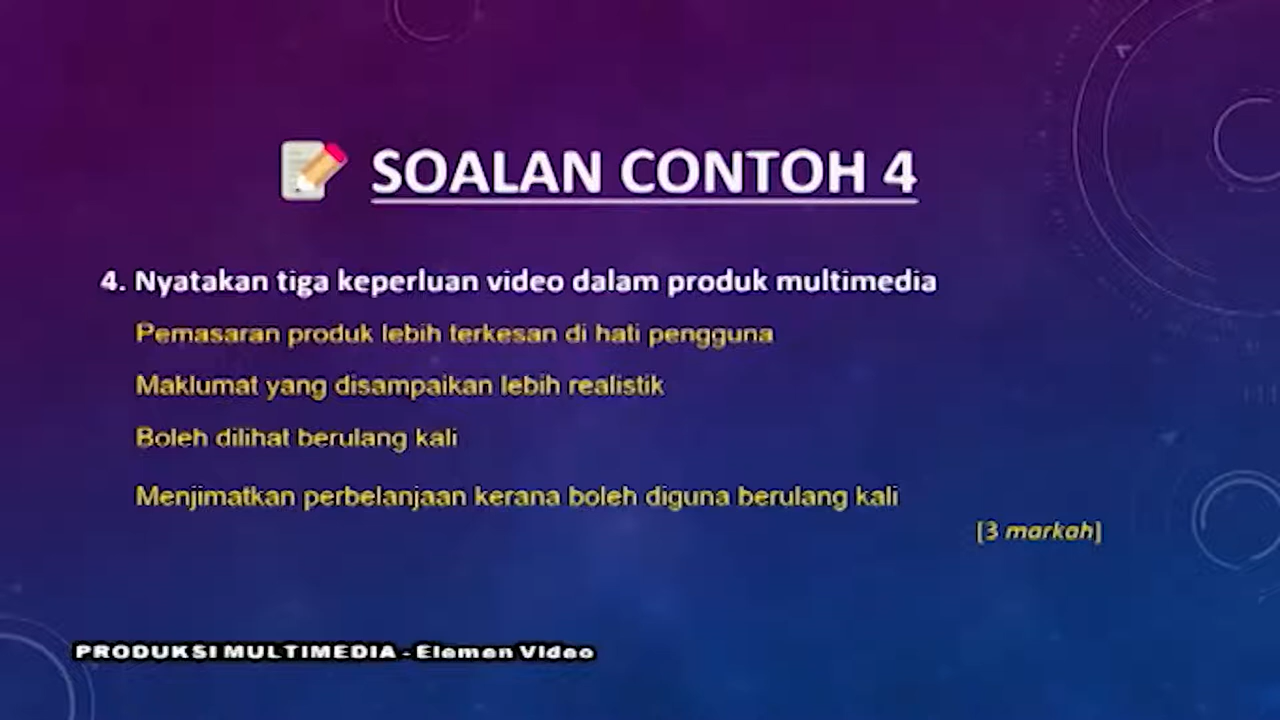 SOALAN CONTOH 4
4. Nyatakan tiga keperluan video dalam produk multimedia
Pemasaran produk lebih terkesan di hati pengguna
Maklumat yang disampaikan lebih realistik
Boleh dilihat berulang kali
Menjimatkan perbelanjaan kerana boleh diguna berulang kali
[3 markah]
PRODUKSI MULTIMEDIA - Elemen Video